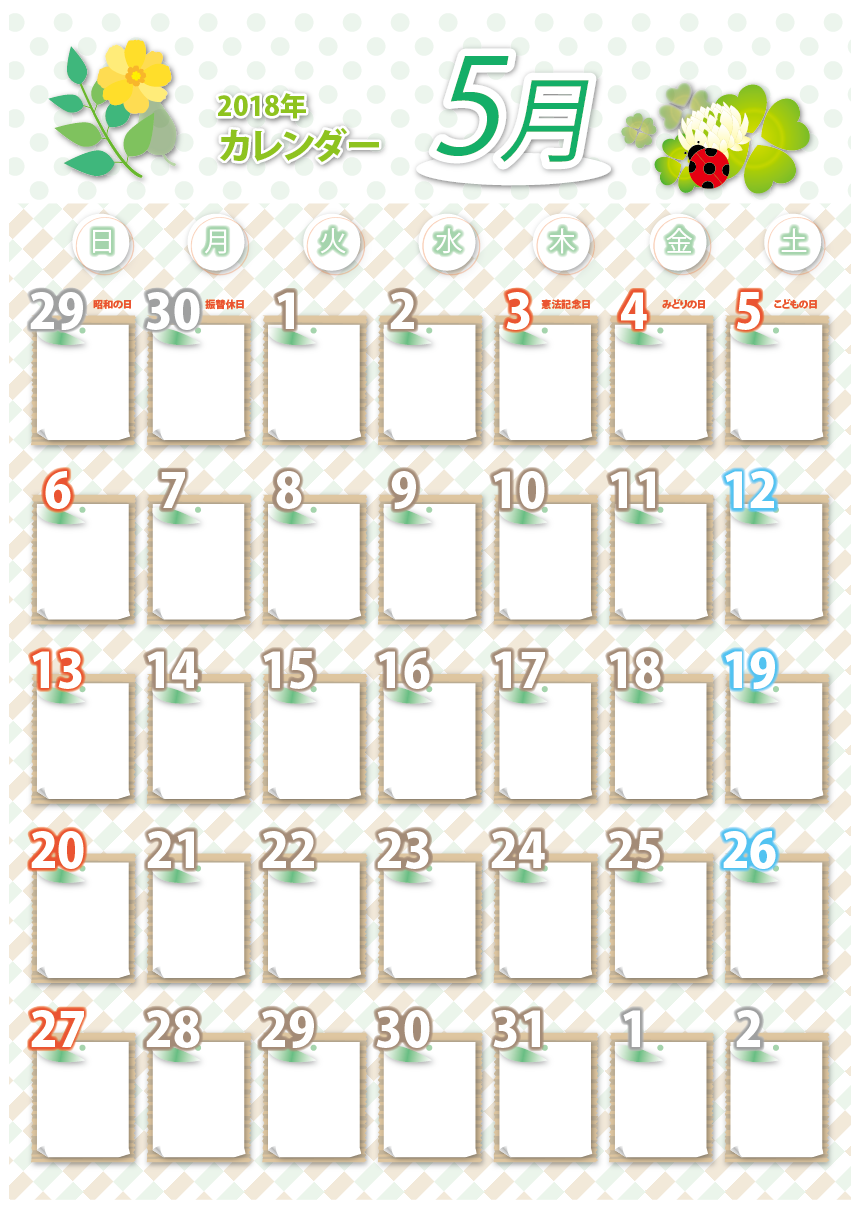 2018年
カレンダー
5月
日 月 火 水 木 金 土
29 昭和の日 30 振替休日 1 2 3 憲法記念日 4 みどりの日 5 こどもの日
6 7 8 9 10 11 12
13 14 15 16 17 18 19
20 21 22 23 24 25 26
27 28 29 30 31 1 2